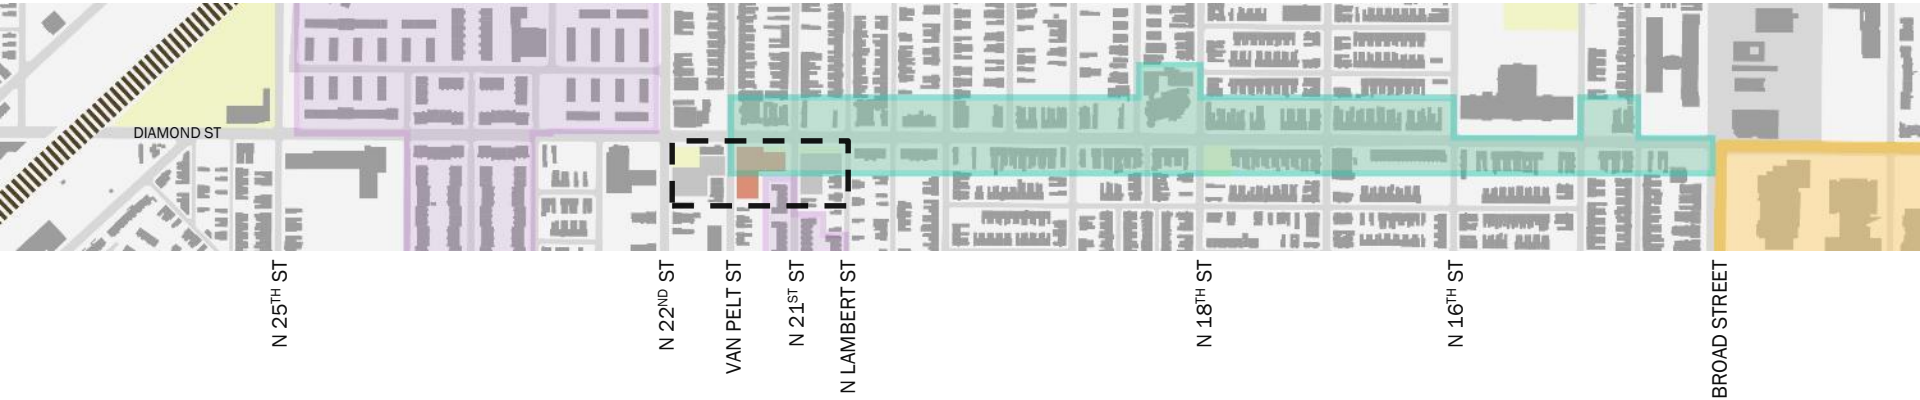 DIAMOND ST
N 25TH ST
N 22ND ST
VAN PELT ST
N 21ST ST
N LAMBERT ST
N 18TH ST
N 16TH ST
BROAD STREET